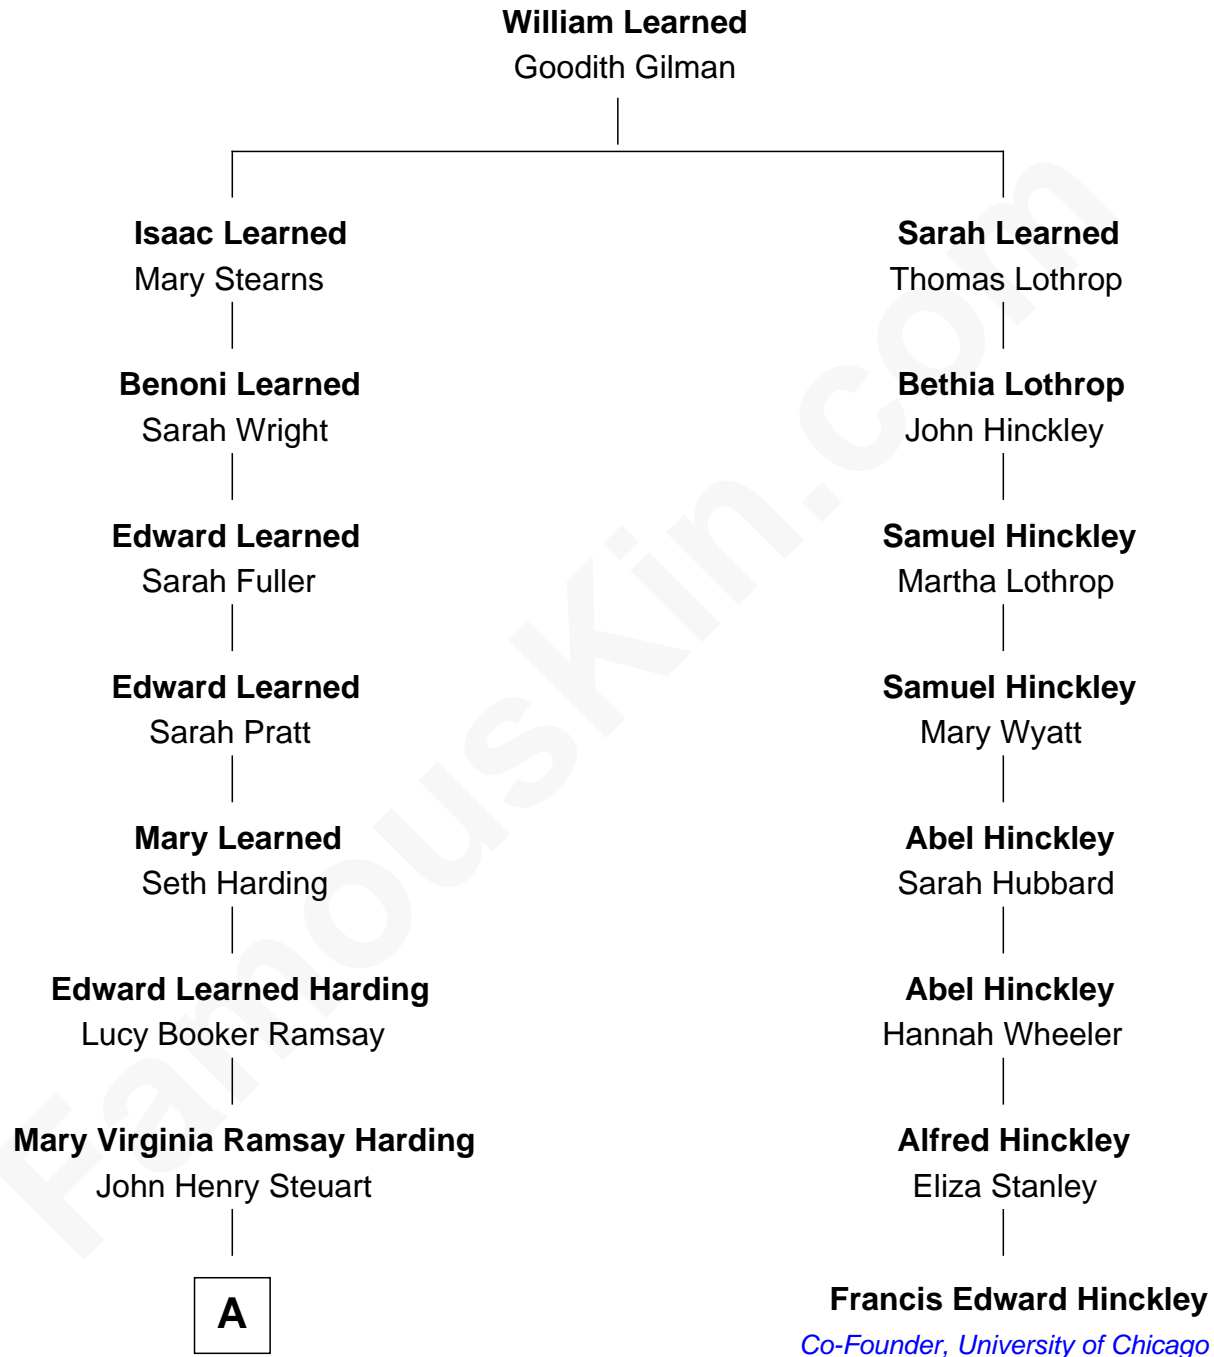 William Learned
Goodith Gilman
Isaac Learned
Mary Stearns
Sarah Learned
Thomas Lothrop
Benoni Learned
Sarah Wright
Bethia Lothrop
John Hinckley
Edward Learned
Sarah Fuller
Samuel Hinckley
Martha Lothrop
Edward Learned
Sarah Pratt
Samuel Hinckley
Mary Wyatt
Mary Learned
Seth Harding
Abel Hinckley
Sarah Hubbard
Edward Learned Harding
Lucy Booker Ramsay
Abel Hinckley
Hannah Wheeler
Mary Virginia Ramsay Harding
John Henry Steuart
Alfred Hinckley
Eliza Stanley
A
Francis Edward Hinckley
Co-Founder, University of Chicago
FamousKin.com